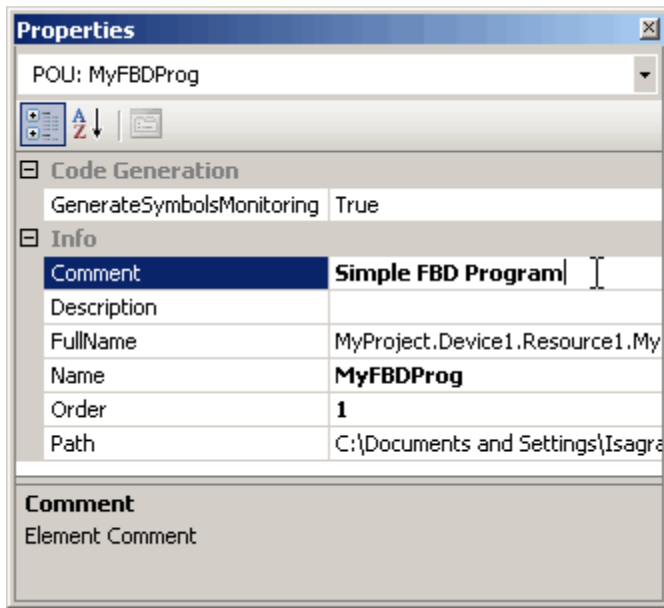 Properties
POU: MyFBDProg
Code Generation
GenerateSymbolsMonitoring True
Info
Comment Simple FBD Program
Description
FullName MyProject.Device1.Resource1.My
Name MyFBDProg
Order 1
Path C:\Documents and Settings\Isagra
Comment
Element Comment